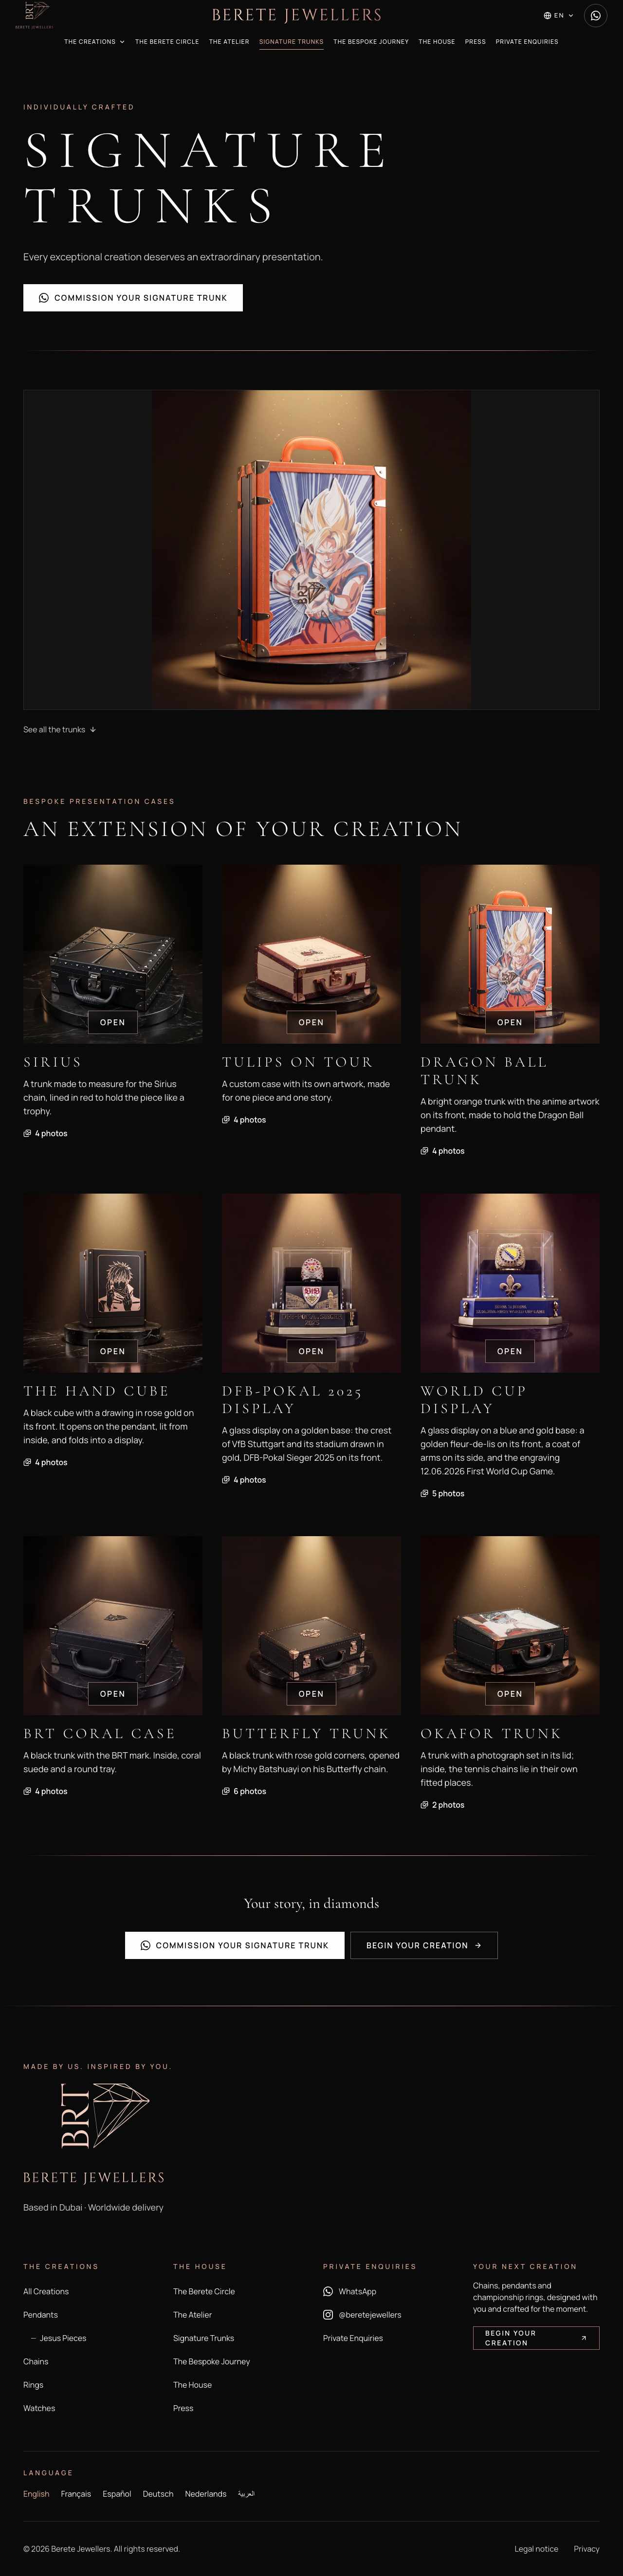 BRT
BERETE JEWELLERS
BERETE JEWELLERS
EN
THE CREATIONS
THE BERETE CIRCLE
THE ATELIER
SIGNATURE TRUNKS
THE BESPOKE JOURNEY
THE HOUSE
PRESS
PRIVATE ENQUIRIES
INDIVIDUALLY CRAFTED
SIGNATURE
TRUNKS
Every exceptional creation deserves an extraordinary presentation.
COMMISSION YOUR SIGNATURE TRUNK
BRT
See all the trunks
BESPOKE PRESENTATION CASES
AN EXTENSION OF YOUR CREATION
OPEN
SIRIUS
A trunk made to measure for the Sirius
chain, lined in red to hold the piece like a
trophy.
4 photos
OPEN
TULIPS ON TOUR
A custom case with its own artwork, made
for one piece and one story.
4 photos
OPEN
DRAGON BALL
TRUNK
A bright orange trunk with the anime artwork
on its front, made to hold the Dragon Ball
pendant.
4 photos
OPEN
THE HAND CUBE
A black cube with a drawing in rose gold on
its front. It opens on the pendant, lit from
inside, and folds into a display.
4 photos
OPEN
DFB-POKAL 2025
DISPLAY
A glass display on a golden base: the crest
of VfB Stuttgart and its stadium drawn in
gold, DFB-Pokal Sieger 2025 on its front.
4 photos
OPEN
WORLD CUP
DISPLAY
A glass display on a blue and gold base: a
golden fleur-de-lis on its front, a coat of
arms on its side, and the engraving
12.06.2026 First World Cup Game.
5 photos
OPEN
BRT CORAL CASE
A black trunk with the BRT mark. Inside, coral
suede and a round tray.
4 photos
OPEN
BUTTERFLY TRUNK
A black trunk with rose gold corners, opened
by Michy Batshuayi on his Butterfly chain.
6 photos
OPEN
OKAFOR TRUNK
A trunk with a photograph set in its lid;
inside, the tennis chains lie in their own
fitted places.
2 photos
Your story, in diamonds
COMMISSION YOUR SIGNATURE TRUNK
BEGIN YOUR CREATION
MADE BY US. INSPIRED BY YOU.
BRT
BERETE JEWELLERS
Based in Dubai · Worldwide delivery
THE CREATIONS
All Creations
Pendants
— Jesus Pieces
Chains
Rings
Watches
THE HOUSE
The Berete Circle
The Atelier
Signature Trunks
The Bespoke Journey
The House
Press
PRIVATE ENQUIRIES
WhatsApp
@beretejewellers
Private Enquiries
YOUR NEXT CREATION
Chains, pendants and
championship rings, designed with
you and crafted for the moment.
BEGIN YOUR
CREATION
LANGUAGE
English
Français
Español
Deutsch
Nederlands
العربية
© 2026 Berete Jewellers. All rights reserved.
Legal notice
Privacy